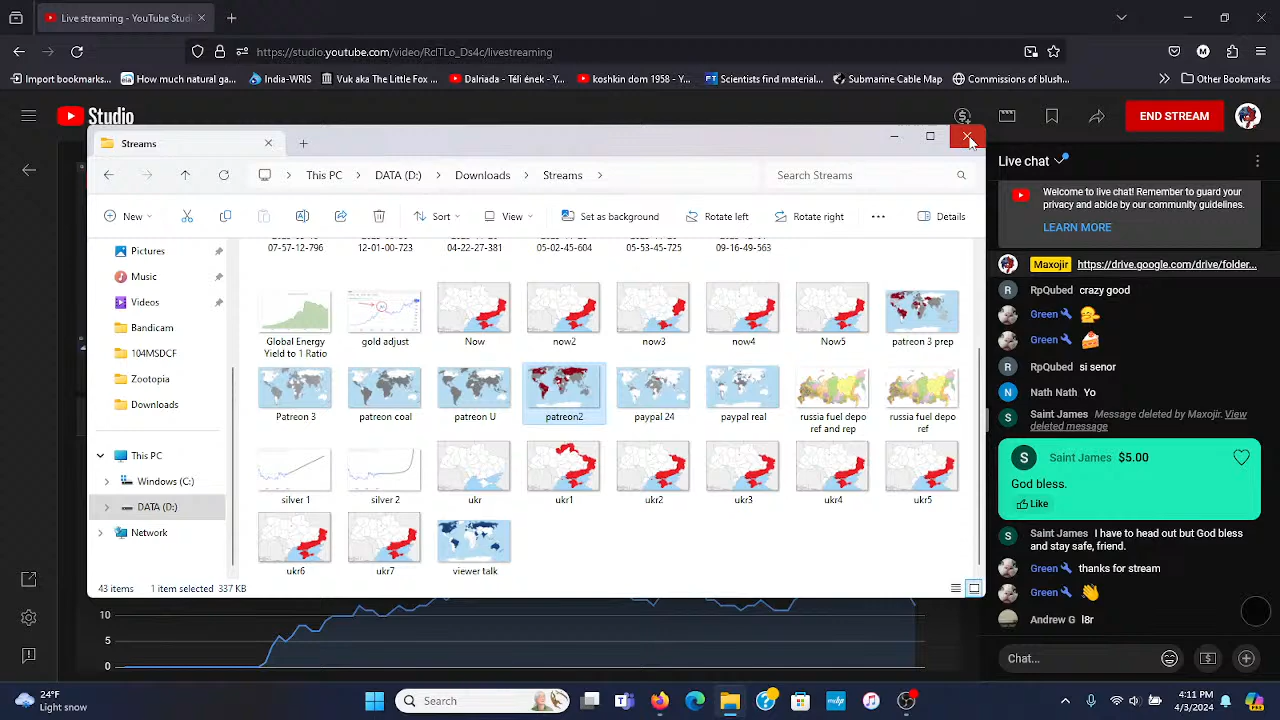 Live streaming - YouTube Studi
https://studio.youtube.com/video/RclTLo_Ds4c/livestreaming
Import bookmarks...
How much natural ga...
India-WRIS
Vuk aka The Little Fox ...
Dalriada - Téli ének - Y...
koshkin dom 1958 - Y...
Scientists find material...
Submarine Cable Map
Commissions of blush...
Other Bookmarks
Studio
END STREAM
Streams
This PC
DATA (D:)
Downloads
Streams
Search Streams
New
Sort
View
Set as background
Rotate left
Rotate right
Details
Pictures
Music
Videos
Bandicam
104MSDCF
Zootopia
Downloads
This PC
Windows (C:)
DATA (D:)
Network
07-57-12-796
12-01-00-723
04-22-27-381
05-02-45-604
05-53-45-725
09-16-49-563
Global Energy
Yield to 1 Ratio
gold adjust
Now
now2
now3
now4
Now5
patreon 3 prep
Patreon 3
patreon coal
patreon U
patreon2
paypal 24
paypal real
russia fuel depo
ref and rep
russia fuel depo
ref
silver 1
silver 2
ukr
ukr1
ukr2
ukr3
ukr4
ukr5
ukr6
ukr7
viewer talk
43 items
1 item selected 337 KB
10
5
0
Live chat
Welcome to live chat! Remember to guard your
privacy and abide by our community guidelines.
LEARN MORE
Maxojir https://drive.google.com/drive/folder...
R RpQubed crazy good
Green
Green
R RpQubed si senor
N Nath Nath Yo
S Saint James Message deleted by Maxojir. View
deleted message
S Saint James $5.00
God bless.
Like
S Saint James I have to head out but God bless
and stay safe, friend.
Green thanks for stream
Green
Andrew G l8r
Chat...
24°F
Light snow
Search
4:11 PM
4/3/2024